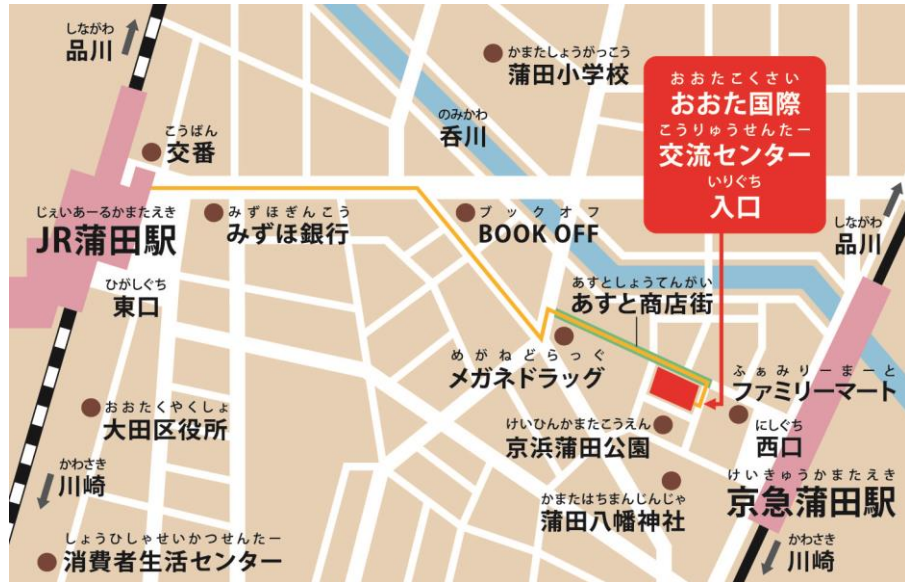 しながわ
品川
こうばん
交番
じぇいあーるかまたえき
JR蒲田駅
ひがしぐち
東口
みずほぎんこう
みずほ銀行
おおたくやくしょ
大田区役所
かわさき
川崎
しょうひしゃせいかつせんたー
消費者生活センター
かまたしょうがっこう
蒲田小学校
のみかわ
呑川
ブックオフ
BOOK OFF
おおたこくさい
おおた国際
こうりゅうせんたー
交流センター
いりぐち
入口
しながわ
品川
あすとしょうてんがい
あすと商店街
めがねどらっぐ
メガネドラッグ
ふぁみりーまーと
ファミリーマート
けいひんかまたこうえん
京浜蒲田公園
にしぐち
西口
かまたはちまんじんじゃ
蒲田八幡神社
けいきゅうかまたえき
京急蒲田駅
かわさき
川崎